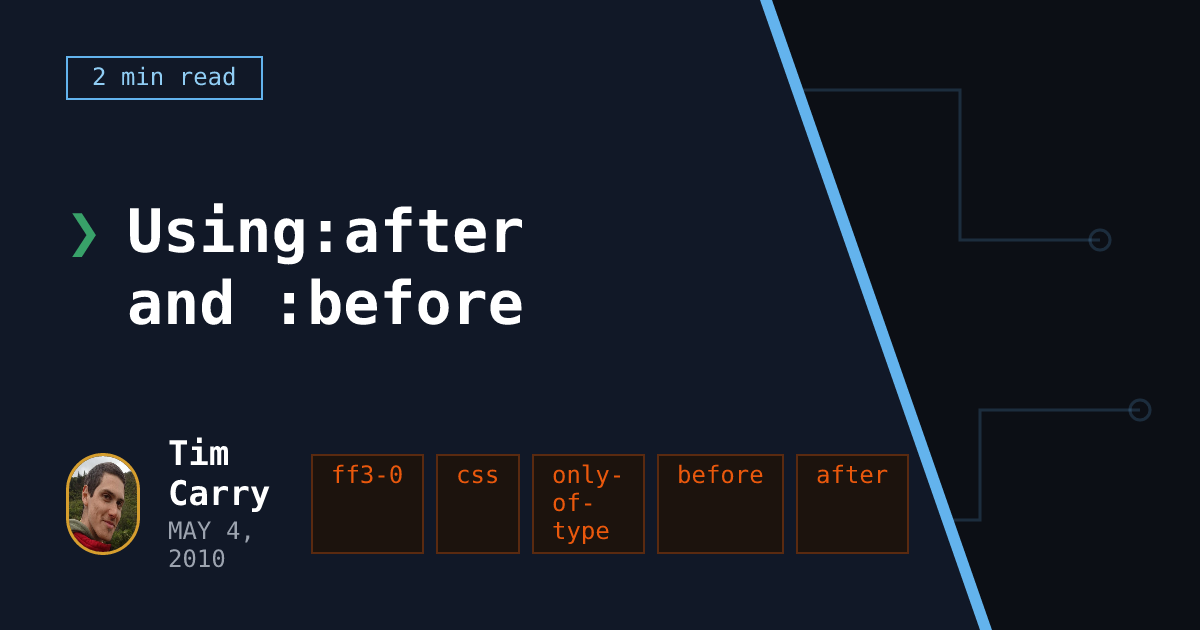 2 min read
❯ Using:after
and :before
Tim
Carry
MAY 4,
2010
ff3-0
css
only-
of-
type
before
after